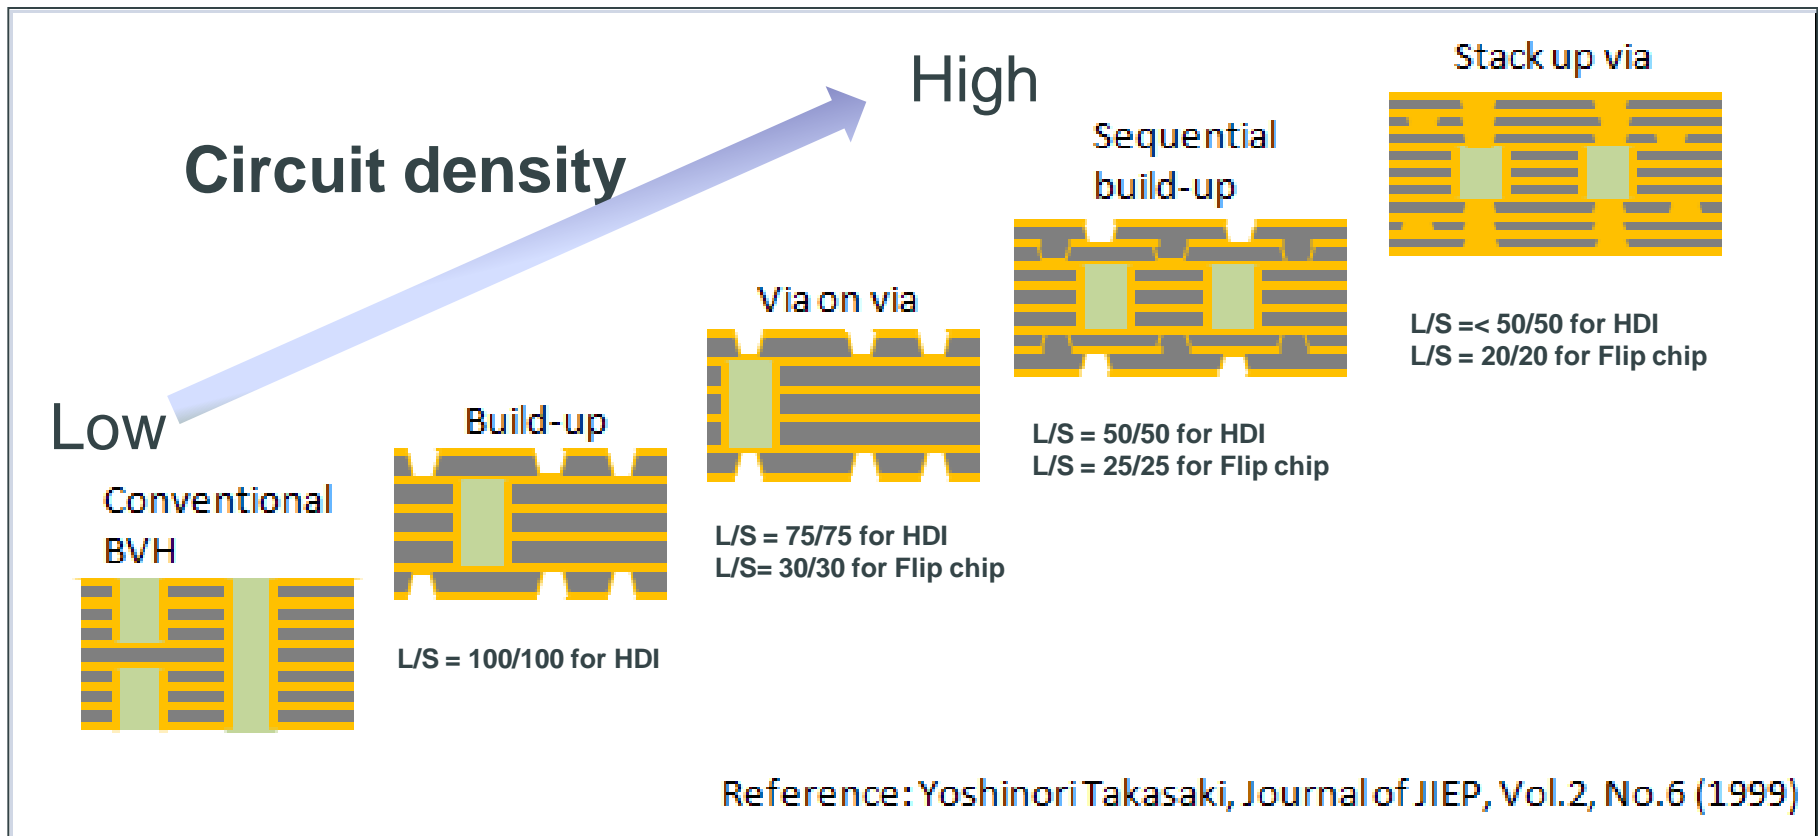 Circuit density
Low
High
Conventional
BVH
Build-up
L/S = 100/100 for HDI
Via on via
L/S = 75/75 for HDI
L/S= 30/30 for Flip chip
Sequential
build-up
L/S = 50/50 for HDI
L/S = 25/25 for Flip chip
Stack up via
L/S =< 50/50 for HDI
L/S = 20/20 for Flip chip
Reference: Yoshinori Takasaki, Journal of JIEP, Vol.2, No.6 (1999)